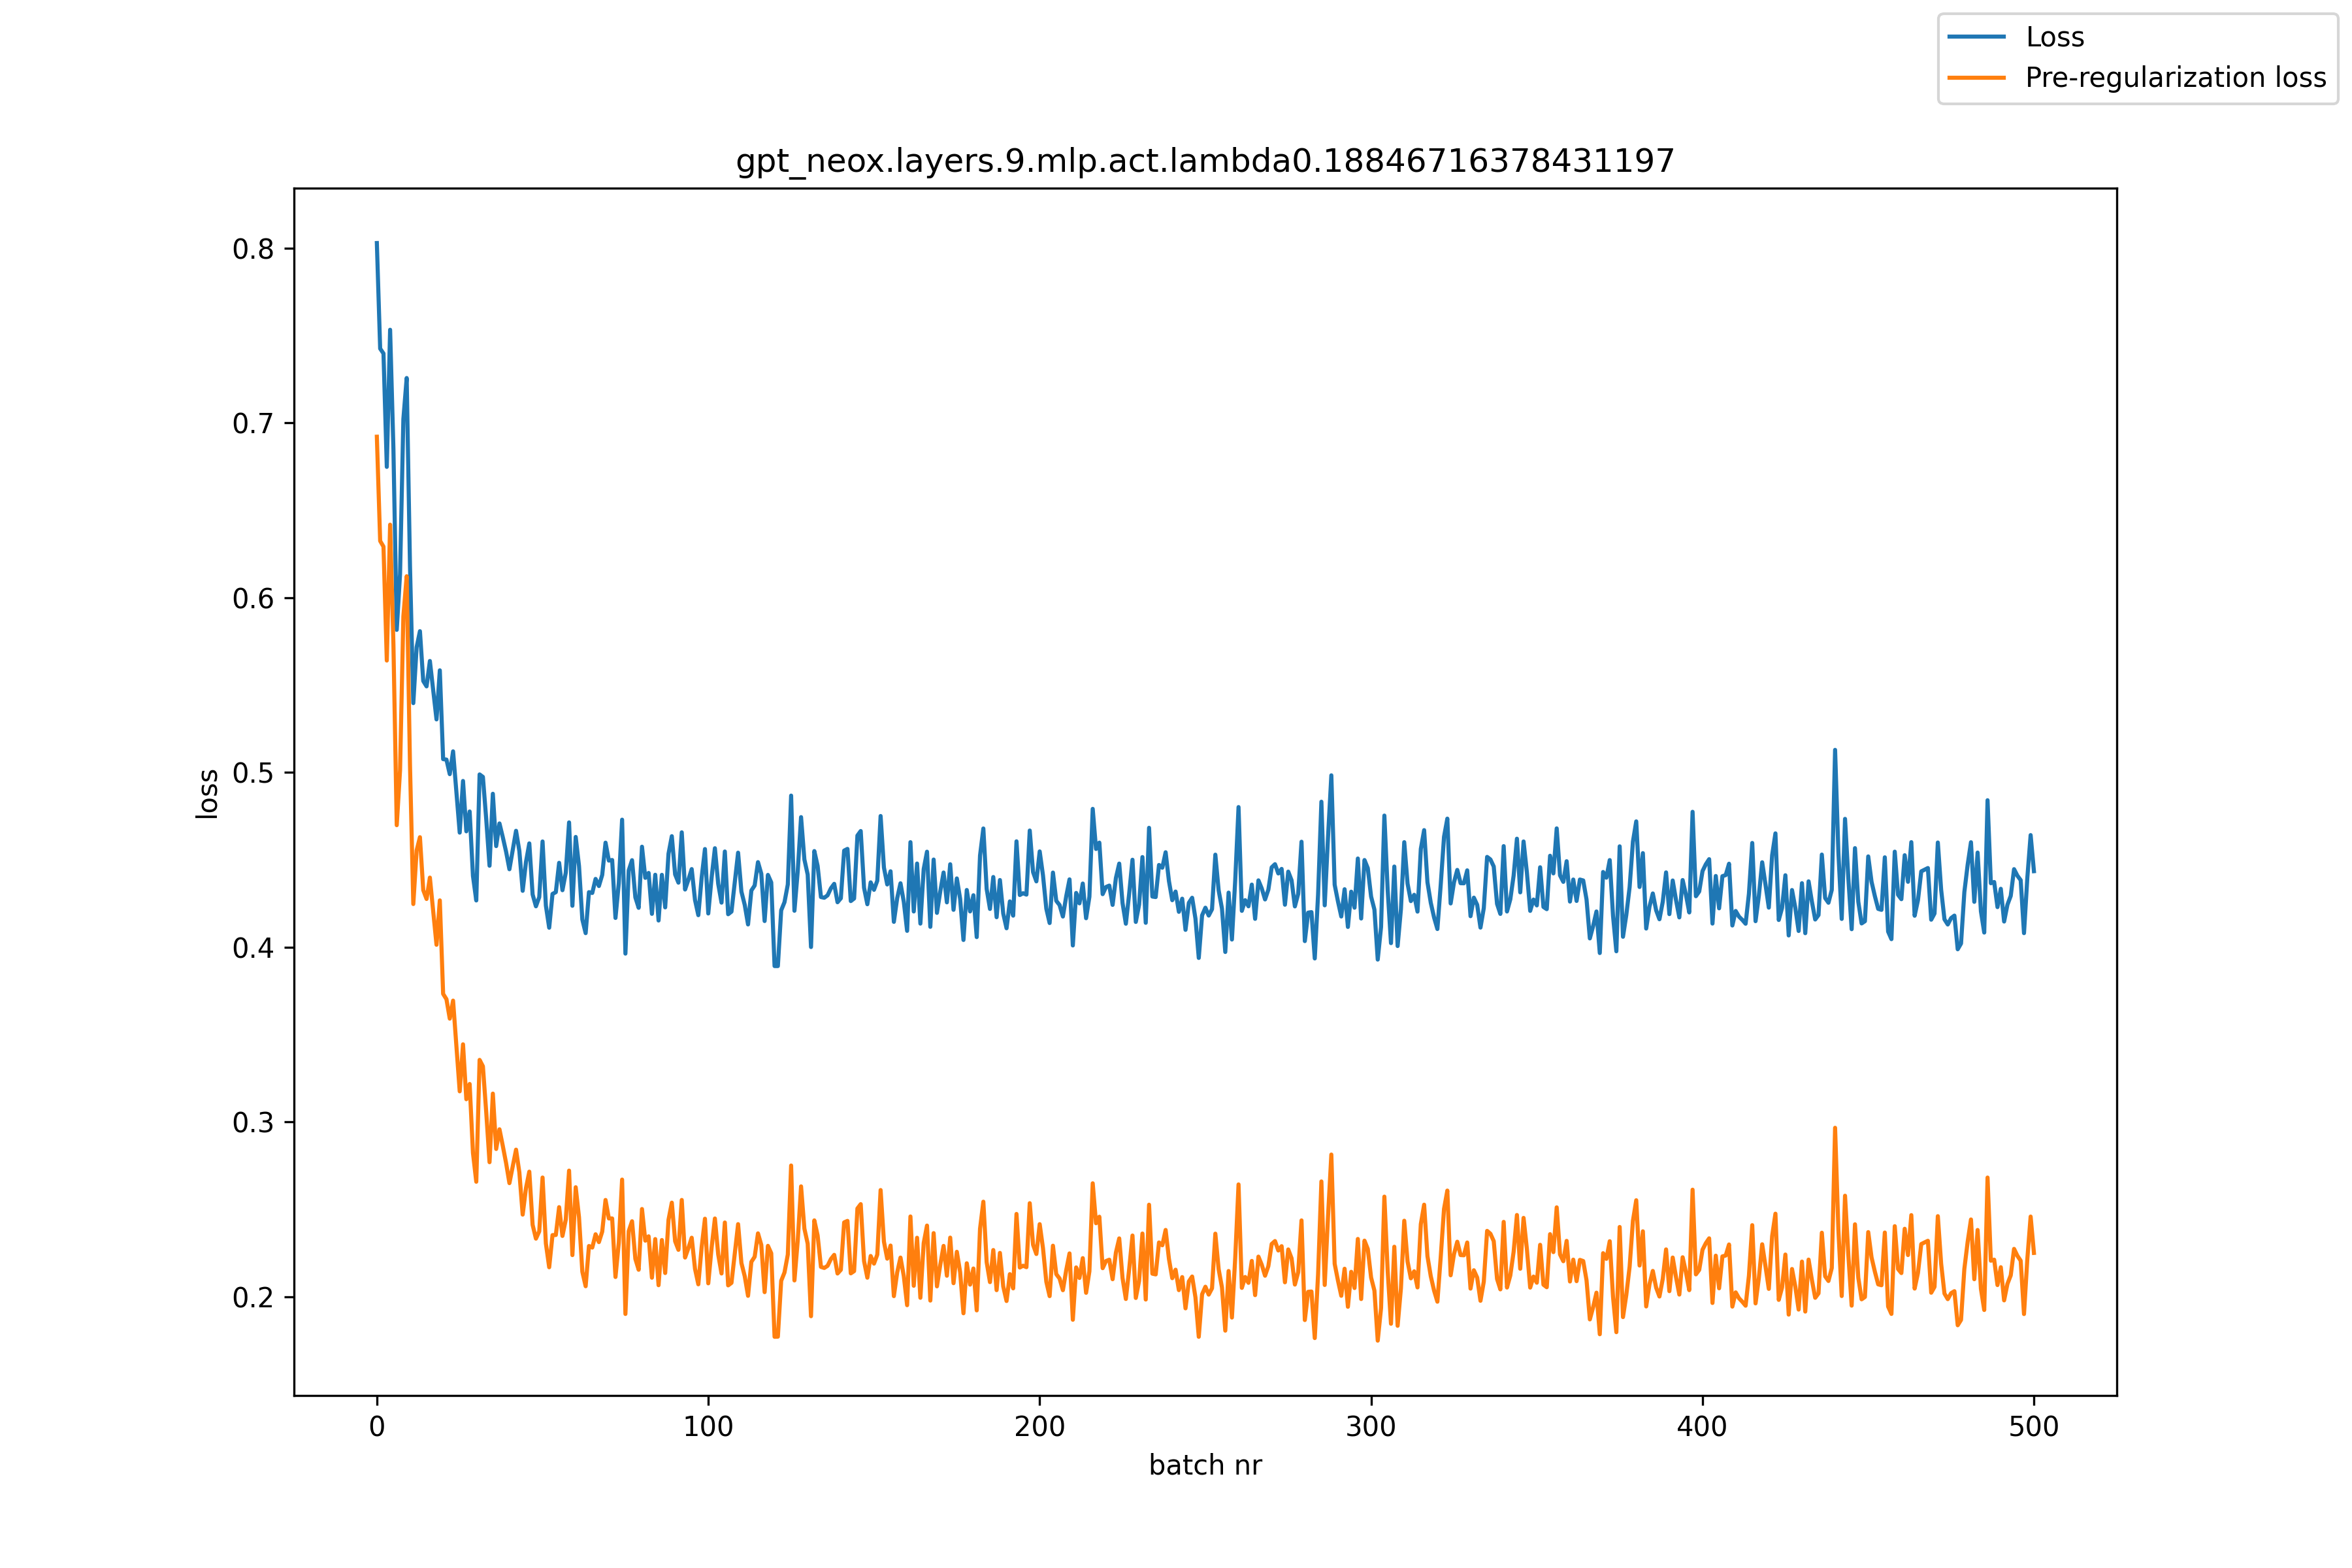 Loss
Pre-regularization loss
gpt_neox.layers.9.mlp.act.lambda0.18846716378431197
0.8
0.7
0.6
0.5
0.4
0.3
0.2
loss
0 100 200 300 400 500
batch nr